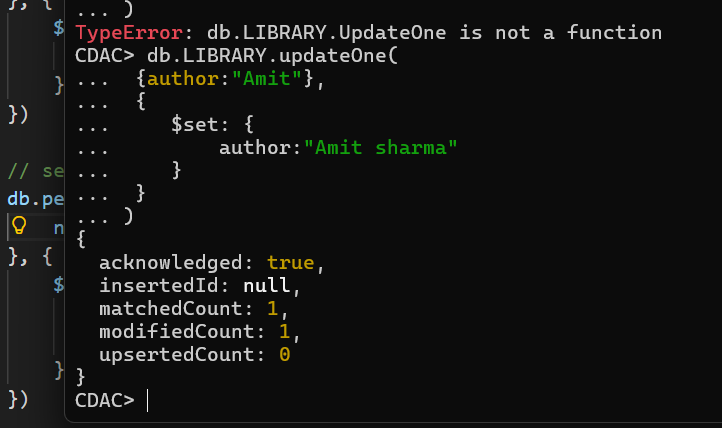 }, {
$
}
})
// se
db.pe
n
}, {
$
}
})
... )
TypeError: db.LIBRARY.UpdateOne is not a function
CDAC> db.LIBRARY.updateOne(
... {author:"Amit"},
... {
... $set: {
... author:"Amit sharma"
... }
... }
... )
{
acknowledged: true,
insertedId: null,
matchedCount: 1,
modifiedCount: 1,
upsertedCount: 0
}
CDAC>